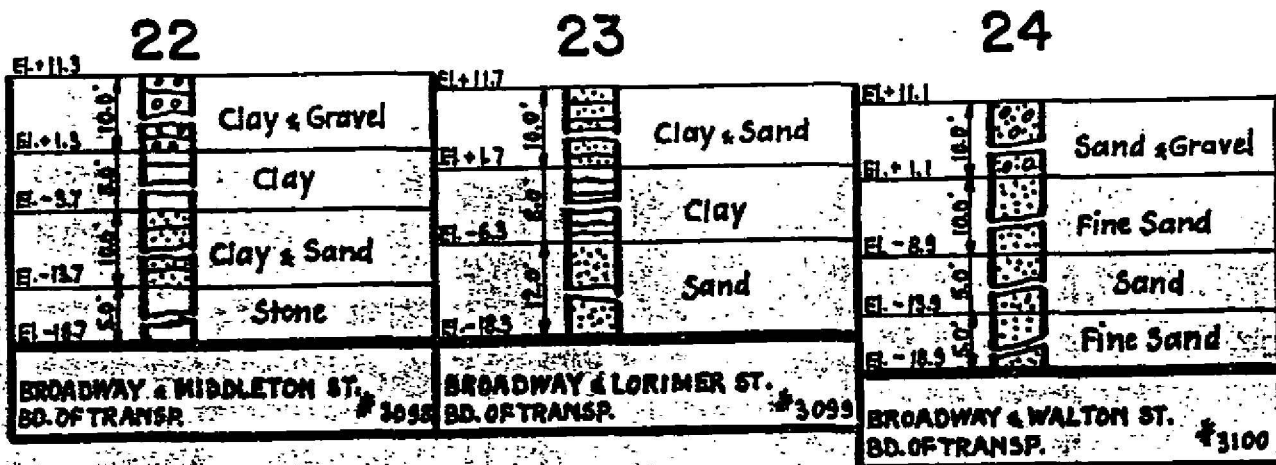 22
El.+11.3
10.0'
Clay & Gravel
El.+1.3
5.0'
Clay
El.-3.7
10.0'
Clay & Sand
El.-13.7
5.0'
Stone
El.-18.7
BROADWAY & MIDDLETON ST.
BD. OF TRANSP. #3098
23
El.+11.7
10.0'
Clay & Sand
El.+1.7
8.0'
Clay
El.-6.3
12.0'
Sand
El.-18.3
BROADWAY & LORIMER ST.
BD. OF TRANSP. #3099
24
El.+11.1
10.0'
Sand & Gravel
El.+1.1
10.0'
Fine Sand
El.-8.9
5.0'
Sand
El.-13.9
5.0'
Fine Sand
El.-18.9
BROADWAY & WALTON ST.
BD. OF TRANSP. #3100